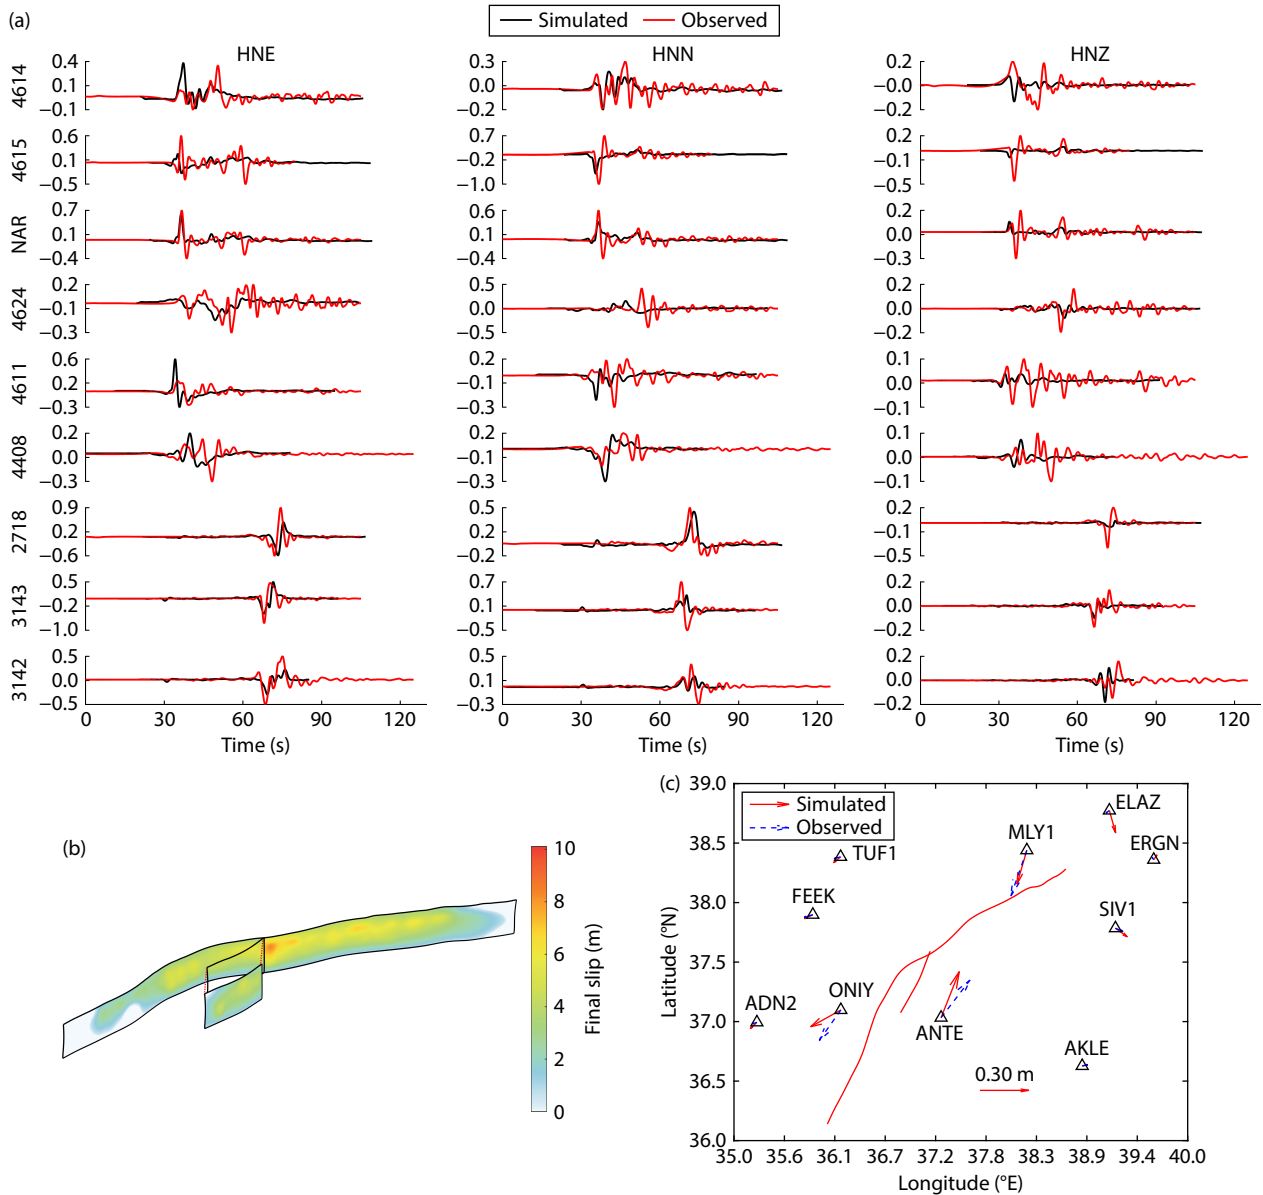 (a)
Simulated Observed
HNE HNN HNZ
4614 0.4 0.1 −0.1 0.3 0.0 −0.2 0.2 0.0 −0.2
4615 0.6 0.1 −0.5 0.7 −0.2 −1.0 0.2 −0.1 −0.5
NAR 0.7 0.1 −0.4 0.6 0.1 −0.4 0.2 0.0 −0.3
4624 0.2 −0.1 −0.3 0.5 0.0 −0.5 0.2 0.0 −0.2
4611 0.6 0.2 −0.3 0.2 −0.1 −0.3 0.1 0.0 −0.1
4408 0.2 0.0 −0.3 0.2 −0.1 −0.3 0.1 0.0 −0.1
2718 0.9 0.2 −0.6 0.5 0.2 −0.2 0.2 −0.1 −0.5
3143 0.5 −0.2 −1.0 0.5 0.1 −0.5 0.2 0.0 −0.2
3142 0.5 0.0 −0.5 0.4 0.1 −0.3 0.2 0.0 −0.2
0 30 60 90 120 0 30 60 90 120 0 30 60 90 120
Time (s) Time (s) Time (s)
(b)
10
8
6
4
2
0
Final slip (m)
(c)
39.0
38.5
38.0
37.5
37.0
36.5
36.0
Latitude (°N)
Simulated
Observed
ELAZ
MLY1
ERGN
TUF1
FEEK
SIV1
ADN2
ONIY
ANTE
AKLE
0.30 m
35.0 35.6 36.1 36.7 37.2 37.8 38.3 38.9 39.4 40.0
Longitude (°E)